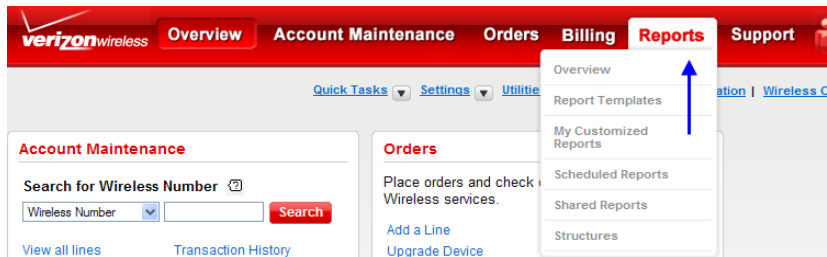 verizonwireless Overview Account Maintenance Orders Billing Reports Support
Quick Tasks Settings Wireless
Overview
Report Templates
My Customized
Reports
Scheduled Reports
Shared Reports
Structures
Account Maintenance
Search for Wireless Number
Wireless Number Search
View all lines Transaction History
Orders
Place orders and check
Wireless services.
Add a Line
Upgrade Device